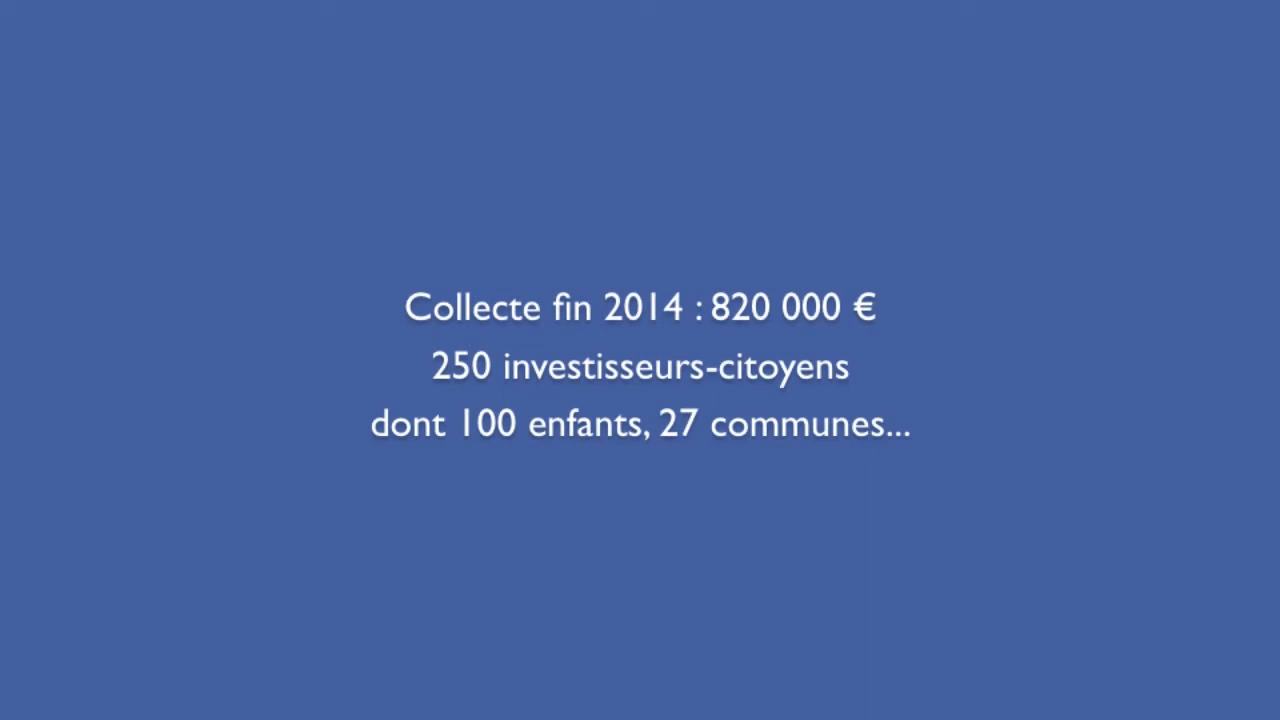 Collecte fin 2014 : 820 000 €
250 investisseurs-citoyens
dont 100 enfants, 27 communes...